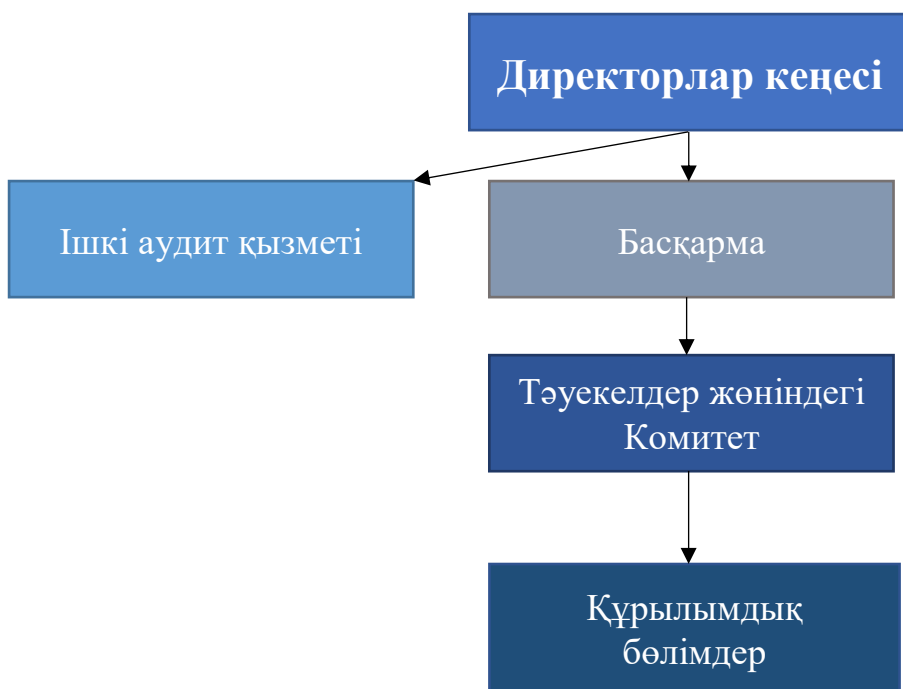 Директорлар кеңесі
Ішкі аудит қызметі
Басқарма
Тәуекелдер жөніндегі
Комитет
Құрылымдық
бөлімдер